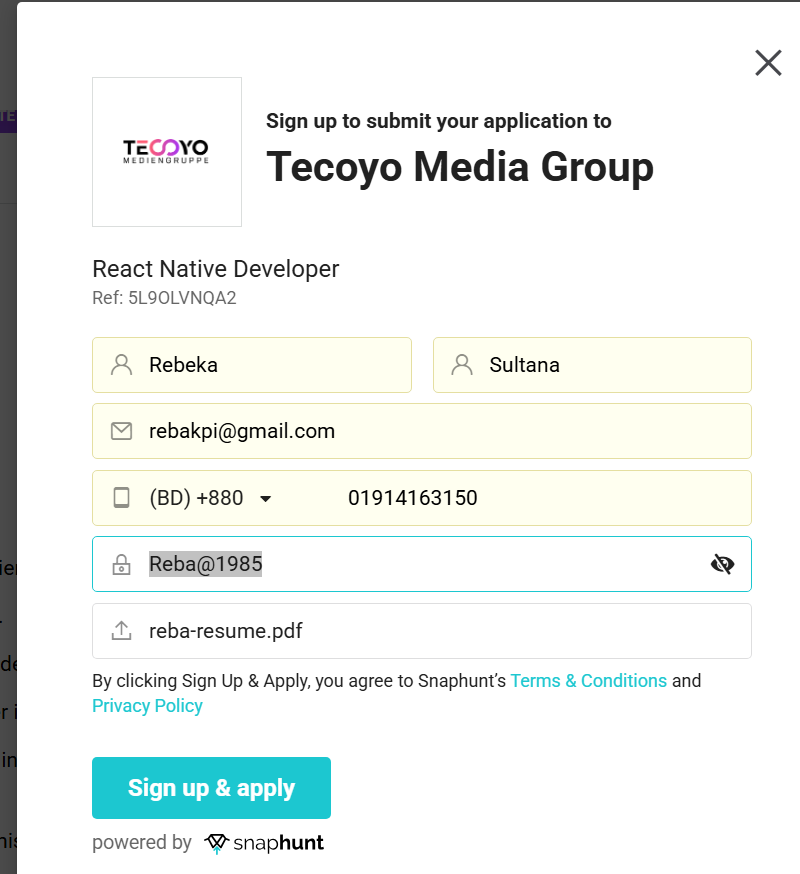 Sign up to submit your application to
TECOYO
MEDIENGRUPPE
Tecoyo Media Group
React Native Developer
Ref: 5L9OLVNQA2
Rebeka
Sultana
rebakpi@gmail.com
(BD) +880 01914163150
Reba@1985
reba-resume.pdf
By clicking Sign Up & Apply, you agree to Snaphunt’s Terms & Conditions and
Privacy Policy
Sign up & apply
powered by snaphunt